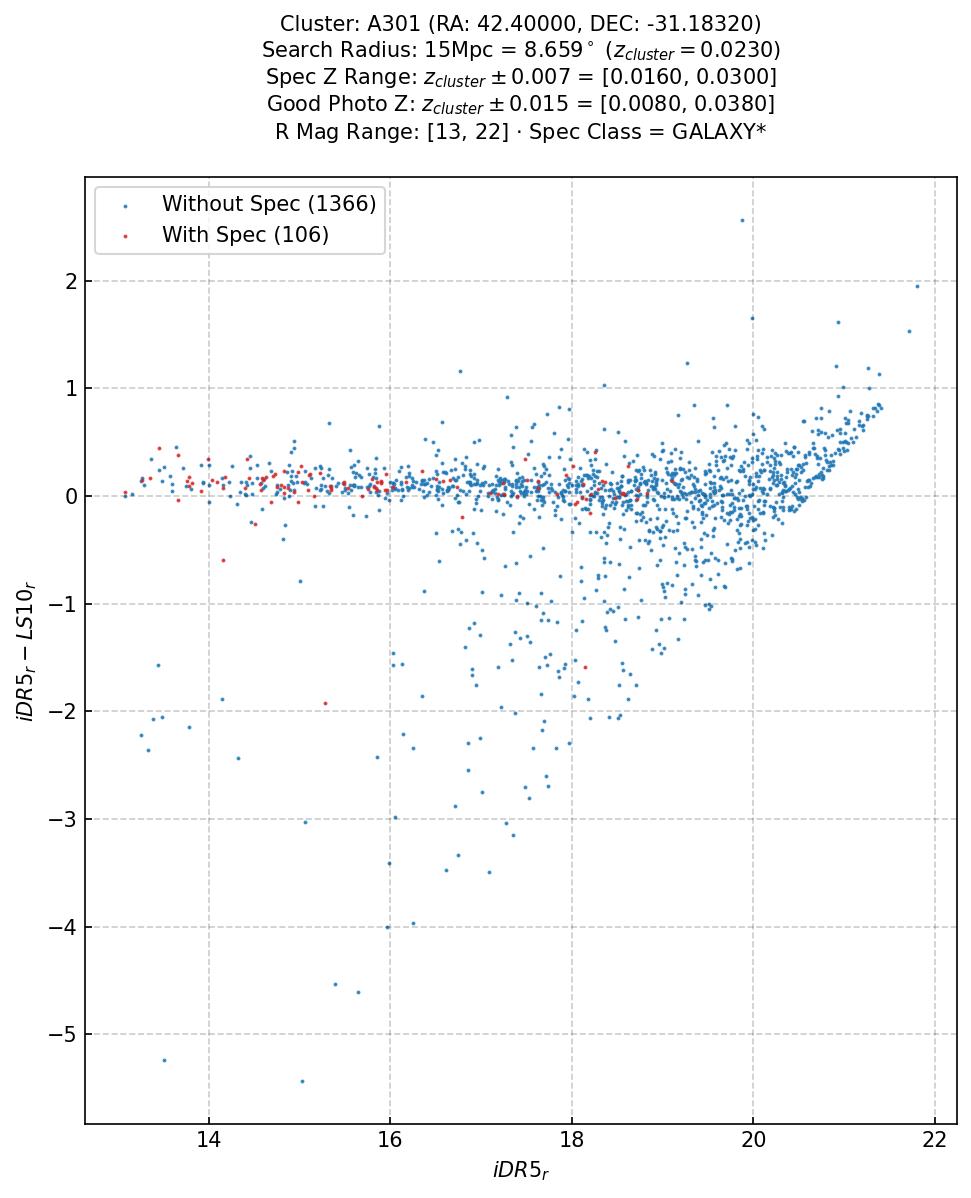 Cluster: A301 (RA: 42.40000, DEC: -31.18320)
Search Radius: 15Mpc = 8.659° (z_cluster = 0.0230)
Spec Z Range: z_cluster ± 0.007 = [0.0160, 0.0300]
Good Photo Z: z_cluster ± 0.015 = [0.0080, 0.0380]
R Mag Range: [13, 22] · Spec Class = GALAXY*
Without Spec (1366)
With Spec (106)
2
1
0
−1
−2
−3
−4
−5
iDR5_r − LS10_r
14 16 18 20 22
iDR5_r